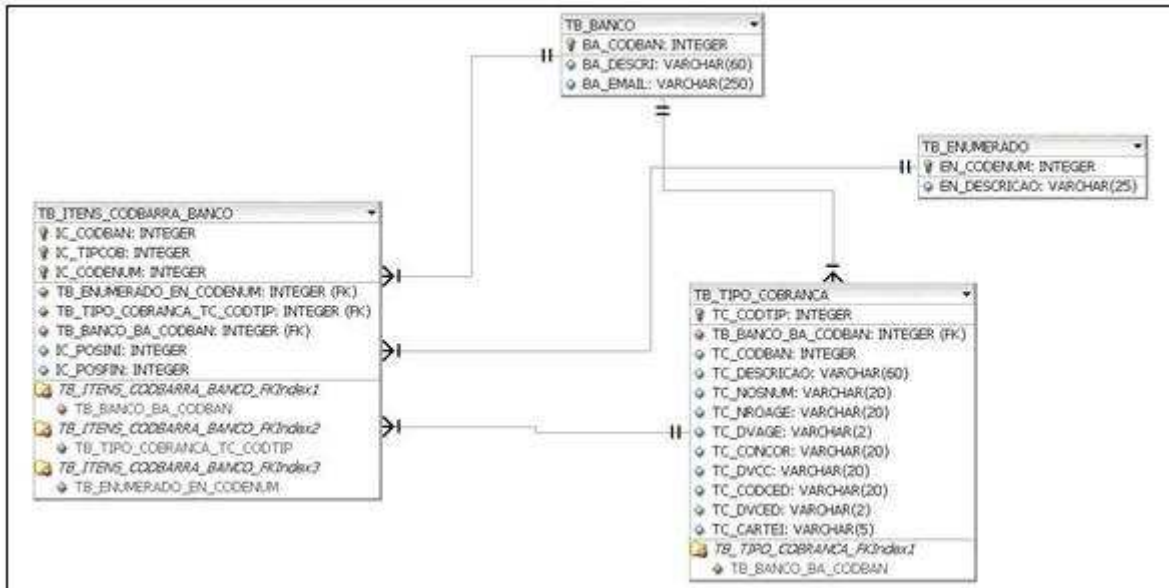 TB_BANCO
BA_CODBAN: INTEGER
BA_DESCRI: VARCHAR(60)
BA_EMAIL: VARCHAR(250)
TB_ENUMERADO
EN_CODENUM: INTEGER
EN_DESCRICAO: VARCHAR(25)
TB_ITENS_CODBARRA_BANCO
IC_CODBAN: INTEGER
IC_TIPCOB: INTEGER
IC_CODENUM: INTEGER
TB_ENUMERADO_EN_CODENUM: INTEGER (FK)
TB_TIPO_COBRANCA_TC_CODTIP: INTEGER (FK)
TB_BANCO_BA_CODBAN: INTEGER (FK)
IC_POSINI: INTEGER
IC_POSFIN: INTEGER
TB_ITENS_CODBARRA_BANCO_FKIndex1
TB_BANCO_BA_CODBAN
TB_ITENS_CODBARRA_BANCO_FKIndex2
TB_TIPO_COBRANCA_TC_CODTIP
TB_ITENS_CODBARRA_BANCO_FKIndex3
TB_ENUMERADO_EN_CODENUM
TB_TIPO_COBRANCA
TC_CODTIP: INTEGER
TB_BANCO_BA_CODBAN: INTEGER (FK)
TC_CODBAN: INTEGER
TC_DESCRICAO: VARCHAR(60)
TC_NOSNUM: VARCHAR(20)
TC_NROAGE: VARCHAR(20)
TC_DVAGE: VARCHAR(2)
TC_CONCOR: VARCHAR(20)
TC_DVCC: VARCHAR(20)
TC_CODCED: VARCHAR(20)
TC_DVCED: VARCHAR(2)
TC_CARTEI: VARCHAR(5)
TB_TIPO_COBRANCA_FKIndex1
TB_BANCO_BA_CODBAN